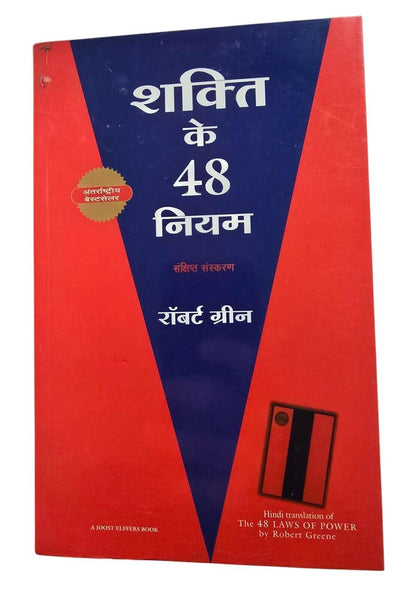 शक्ति
के
48
नियम
अंतर्राष्ट्रीय
बेस्टसेलर
संक्षिप्त संस्करण
रॉबर्ट ग्रीन
Hindi translation of
The 48 LAWS OF POWER
by Robert Greene
A JOOST ELFFERS BOOK